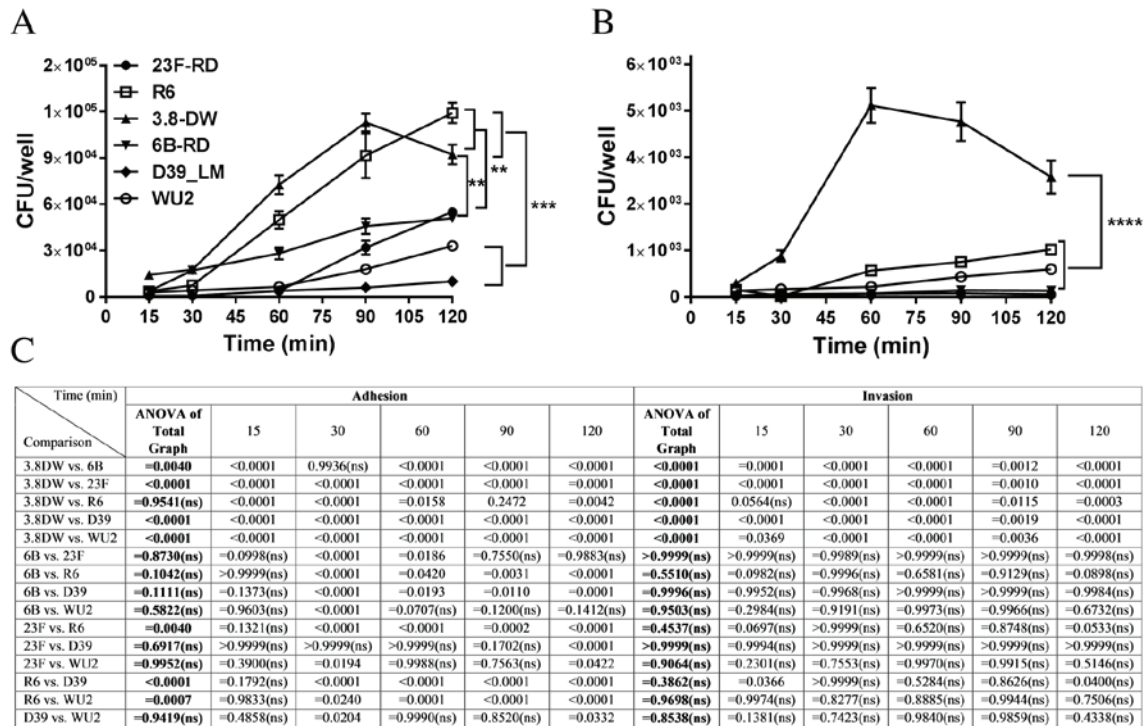 A
B
2× 10⁰⁵
1× 10⁰⁵
9× 10⁰⁴
6× 10⁰⁴
3× 10⁰⁴
0
CFU/well
23F-RD
R6
3.8-DW
6B-RD
D39_LM
WU2
**
**
***
0 15 30 45 60 75 90 105 120
Time (min)
6× 10⁰³
5× 10⁰³
3× 10⁰³
2× 10⁰³
1× 10⁰³
0
CFU/well
****
0 15 30 45 60 75 90 105 120
Time (min)
C
Time (min) Adhesion Invasion
Comparison ANOVA of Total Graph 15 30 60 90 120 ANOVA of Total Graph 15 30 60 90 120
3.8DW vs. 6B =0.0040 <0.0001 0.9936(ns) <0.0001 <0.0001 <0.0001 <0.0001 =0.0001 <0.0001 <0.0001 =0.0012 <0.0001
3.8DW vs. 23F <0.0001 <0.0001 <0.0001 <0.0001 <0.0001 =0.0001 <0.0001 <0.0001 <0.0001 <0.0001 =0.0010 <0.0001
3.8DW vs. R6 =0.9541(ns) <0.0001 <0.0001 =0.0158 0.2472 =0.0042 <0.0001 0.0564(ns) <0.0001 <0.0001 =0.0115 =0.0003
3.8DW vs. D39 <0.0001 <0.0001 <0.0001 <0.0001 <0.0001 <0.0001 <0.0001 <0.0001 <0.0001 <0.0001 =0.0019 <0.0001
3.8DW vs. WU2 <0.0001 <0.0001 <0.0001 <0.0001 <0.0001 <0.0001 <0.0001 =0.0369 <0.0001 <0.0001 =0.0036 <0.0001
6B vs. 23F =0.8730(ns) =0.0998(ns) <0.0001 =0.0186 =0.7550(ns) =0.9883(ns) >0.9999(ns) >0.9999(ns) =0.9989(ns) >0.9999(ns) >0.9999(ns) =0.9998(ns)
6B vs. R6 =0.1042(ns) >0.9999(ns) <0.0001 =0.0420 =0.0031 <0.0001 =0.5510(ns) =0.0982(ns) =0.9996(ns) =0.6581(ns) =0.9129(ns) =0.0898(ns)
6B vs. D39 =0.1111(ns) =0.1373(ns) <0.0001 =0.0193 =0.0110 =0.0001 =0.9996(ns) =0.9952(ns) =0.9968(ns) >0.9999(ns) >0.9999(ns) =0.9984(ns)
6B vs. WU2 =0.5822(ns) =0.9603(ns) <0.0001 =0.0707(ns) =0.1200(ns) =0.1412(ns) =0.9503(ns) =0.2984(ns) =0.9191(ns) =0.9973(ns) =0.9966(ns) =0.6732(ns)
23F vs. R6 =0.0040 =0.1321(ns) <0.0001 <0.0001 =0.0002 <0.0001 =0.4537(ns) =0.0697(ns) >0.9999(ns) =0.6520(ns) =0.8748(ns) =0.0533(ns)
23F vs. D39 =0.6917(ns) >0.9999(ns) >0.9999(ns) >0.9999(ns) =0.1702(ns) <0.0001 >0.9999(ns) =0.9994(ns) >0.9999(ns) >0.9999(ns) >0.9999(ns) >0.9999(ns)
23F vs. WU2 =0.9952(ns) =0.3900(ns) =0.0194 =0.9988(ns) =0.7563(ns) =0.0422 =0.9064(ns) =0.2301(ns) =0.7553(ns) =0.9970(ns) =0.9915(ns) =0.5146(ns)
R6 vs. D39 <0.0001 =0.1792(ns) <0.0001 <0.0001 <0.0001 <0.0001 =0.3862(ns) =0.0366 >0.9999(ns) =0.5284(ns) =0.8626(ns) =0.0400(ns)
R6 vs. WU2 =0.0007 =0.9833(ns) =0.0240 =0.0001 <0.0001 <0.0001 =0.9698(ns) =0.9974(ns) =0.8277(ns) =0.8885(ns) =0.9944(ns) =0.7506(ns)
D39 vs. WU2 =0.9419(ns) =0.4858(ns) =0.0204 =0.9990(ns) =0.8520(ns) =0.0332 =0.8538(ns) =0.1381(ns) =0.7423(ns) =0.9840(ns) =0.9859(ns) =0.4358(ns)